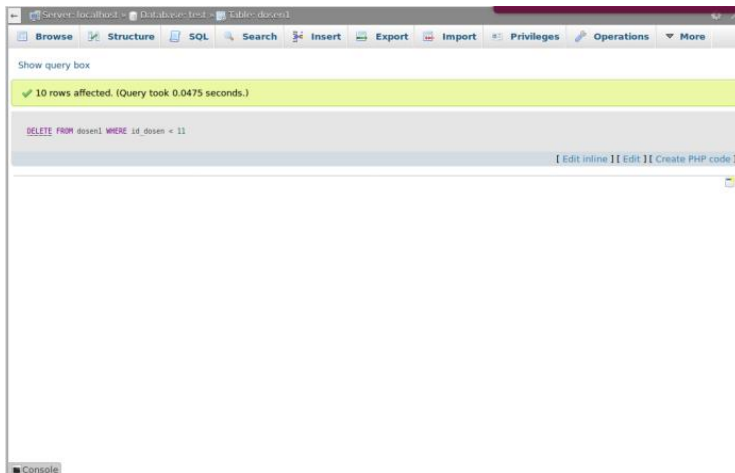 Server: localhost » Database: test » Table: dosen1
Browse Structure SQL Search Insert Export Import Privileges Operations More
Show query box
10 rows affected. (Query took 0.0475 seconds.)
DELETE FROM dosen1 WHERE id_dosen < 11
[ Edit inline ] [ Edit ] [ Create PHP code ]
Console